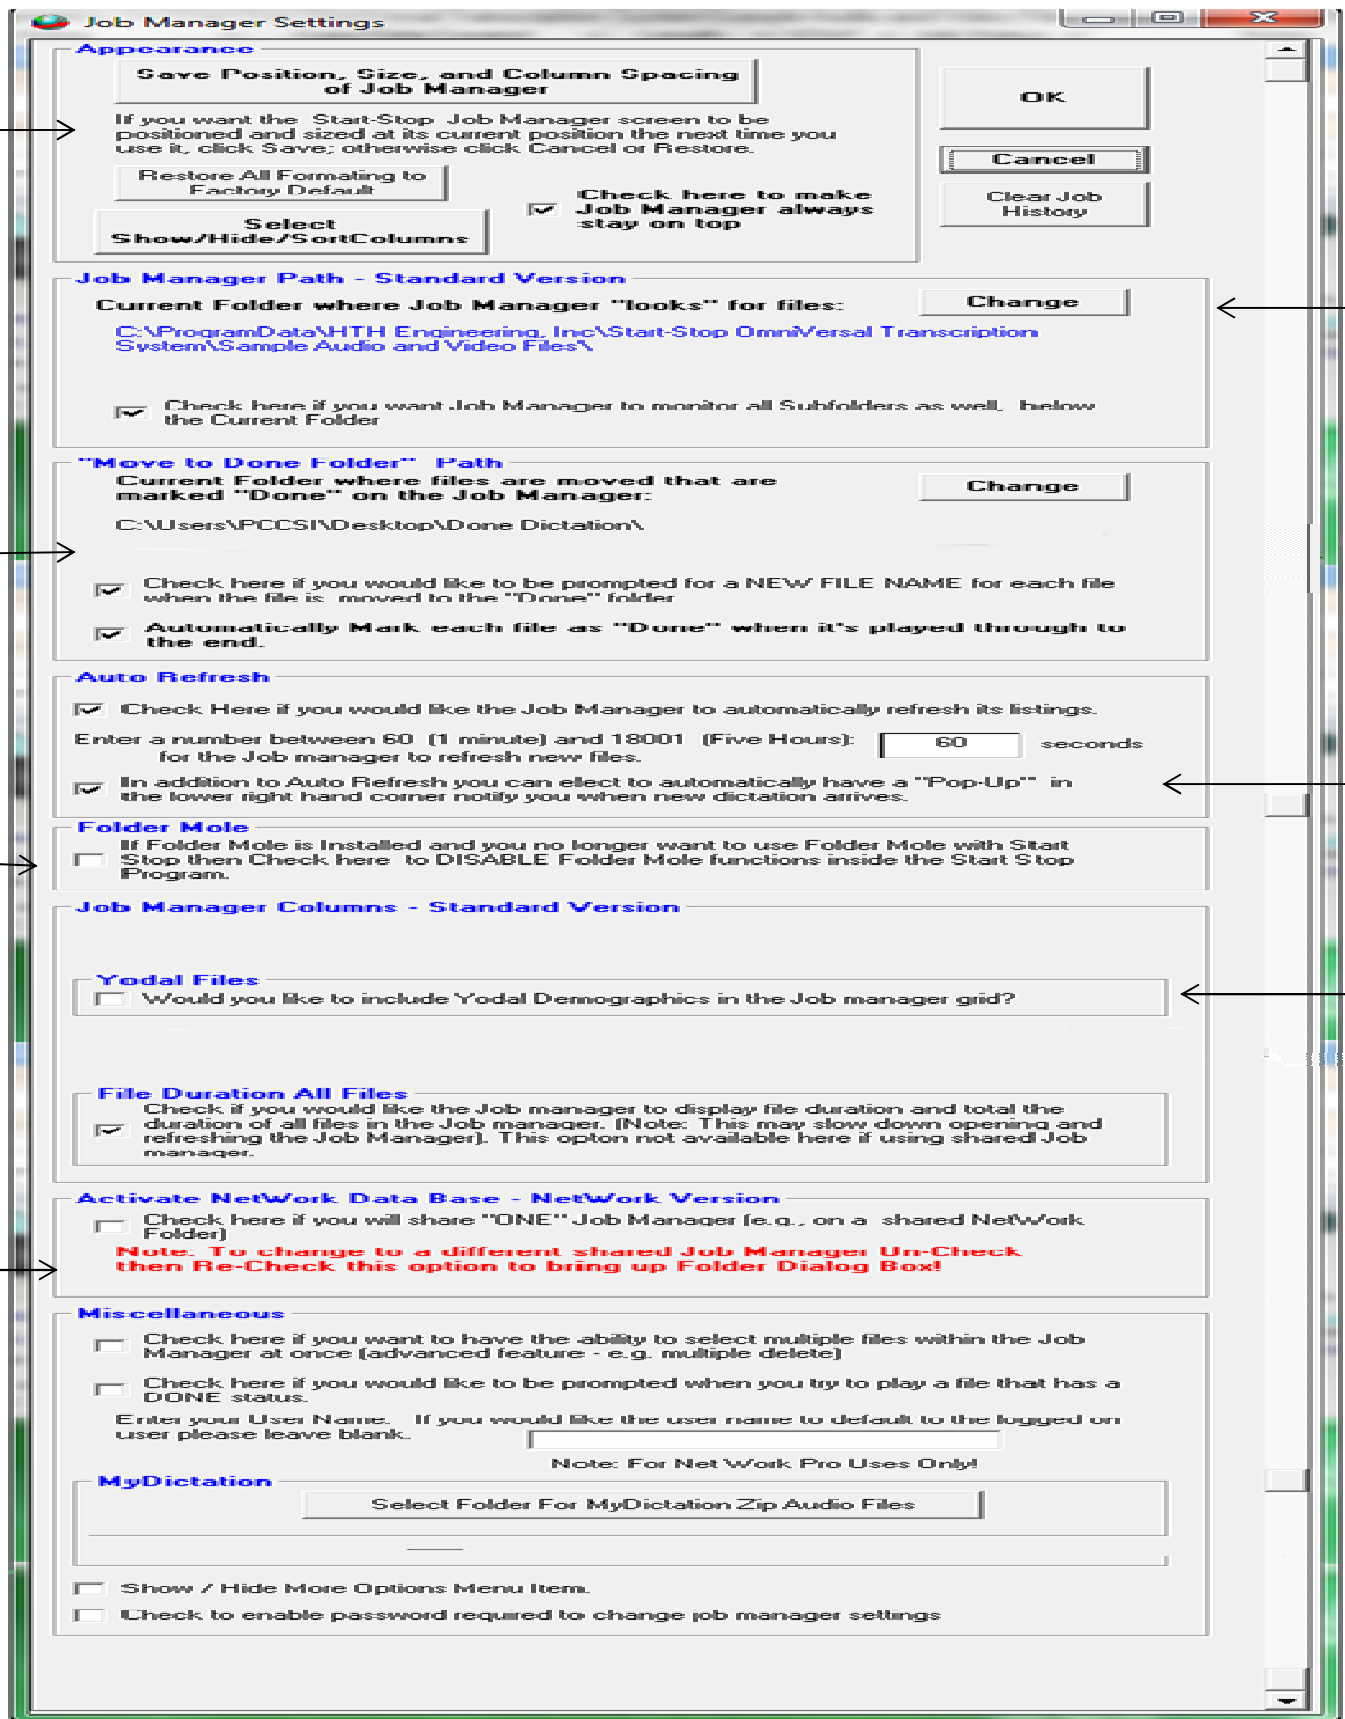 Job Manager Settings
Appearance
Save Position, Size, and Column Spacing
of Job Manager
OK
If you want the Start-Stop Job Manager screen to be
positioned and sized at its current position the next time you
use it, click Save; otherwise click Cancel or Restore.
Cancel
Restore All Formating to
Factory Default
Clear Job
History
Check here to make
Job Manager always
stay on top
Select
Show/Hide/SortColumns
Job Manager Path - Standard Version
Current Folder where Job Manager "looks" for files:
Change
C:\ProgramData\HTH Engineering, Inc\Start-Stop OmniVersal Transcription
System\Sample Audio and Video Files\
Check here if you want Job Manager to monitor all Subfolders as well, below
the Current Folder
"Move to Done Folder" Path
Current Folder where files are moved that are
marked "Done" on the Job Manager:
Change
C:\Users\PCCSI\Desktop\Done Dictation\
Check here if you would like to be prompted for a NEW FILE NAME for each file
when the file is moved to the "Done" folder
Automatically Mark each file as "Done" when it's played through to
the end.
Auto Refresh
Check Here if you would like the Job Manager to automatically refresh its listings.
Enter a number between 60 (1 minute) and 18001 (Five Hours):
60
seconds
for the Job manager to refresh new files.
In addition to Auto Refresh you can elect to automatically have a "Pop-Up" in
the lower right hand corner notify you when new dictation arrives.
Folder Mole
If Folder Mole is Installed and you no longer want to use Folder Mole with Start
Stop then Check here to DISABLE Folder Mole functions inside the Start Stop
Program.
Job Manager Columns - Standard Version
Yodal Files
Would you like to include Yodal Demographics in the Job manager grid?
File Duration All Files
Check if you would like the Job manager to display file duration and total the
duration of all files in the Job manager. (Note: This may slow down opening and
refreshing the Job Manager). This opton not available here if using shared Job
manager.
Activate NetWork Data Base - NetWork Version
Check here if you will share "ONE" Job Manager (e.g., on a shared NetWork
Folder)
Note: To change to a different shared Job Manager Un-Check
then Re-Check this option to bring up Folder Dialog Box!
Miscellaneous
Check here if you want to have the ability to select multiple files within the Job
Manager at once (advanced feature - e.g. multiple delete)
Check here if you would like to be prompted when you try to play a file that has a
DONE status.
Enter your User Name. If you would like the user name to default to the logged on
user please leave blank.
Note: For Net Work Pro Uses Only!
MyDictation
Select Folder For MyDictation Zip Audio Files
Show / Hide More Options Menu Item.
Check to enable password required to change job manager settings